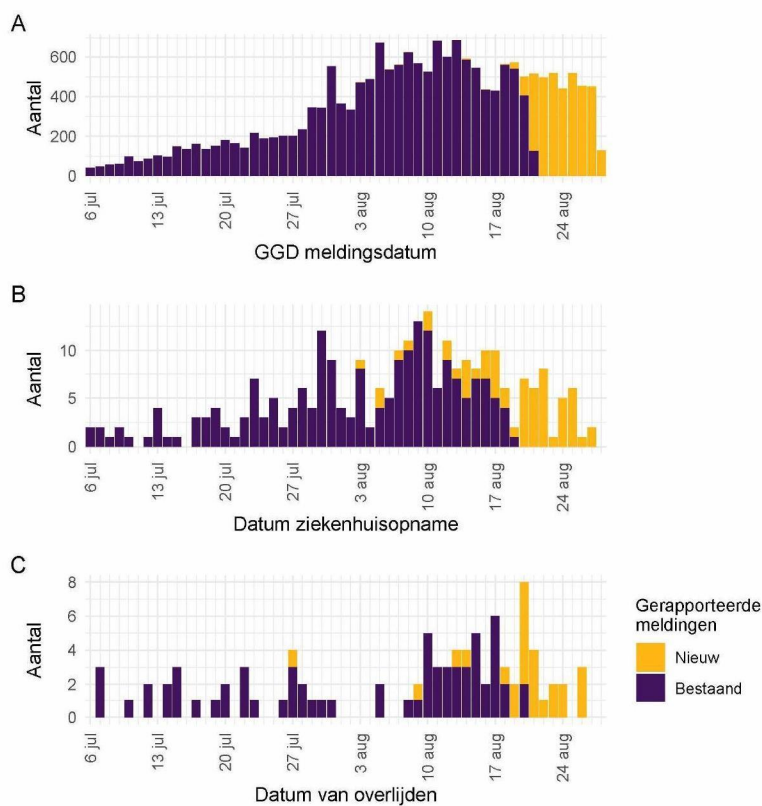 A
Aantal
600
400
200
0
6 jul
13 jul
20 jul
27 jul
3 aug
10 aug
17 aug
24 aug
GGD meldingsdatum
B
Aantal
10
5
0
6 jul
13 jul
20 jul
27 jul
3 aug
10 aug
17 aug
24 aug
Datum ziekenhuisopname
C
Aantal
8
6
4
2
0
6 jul
13 jul
20 jul
27 jul
3 aug
10 aug
17 aug
24 aug
Datum van overlijden
Gerapporteerde
meldingen
Nieuw
Bestaand